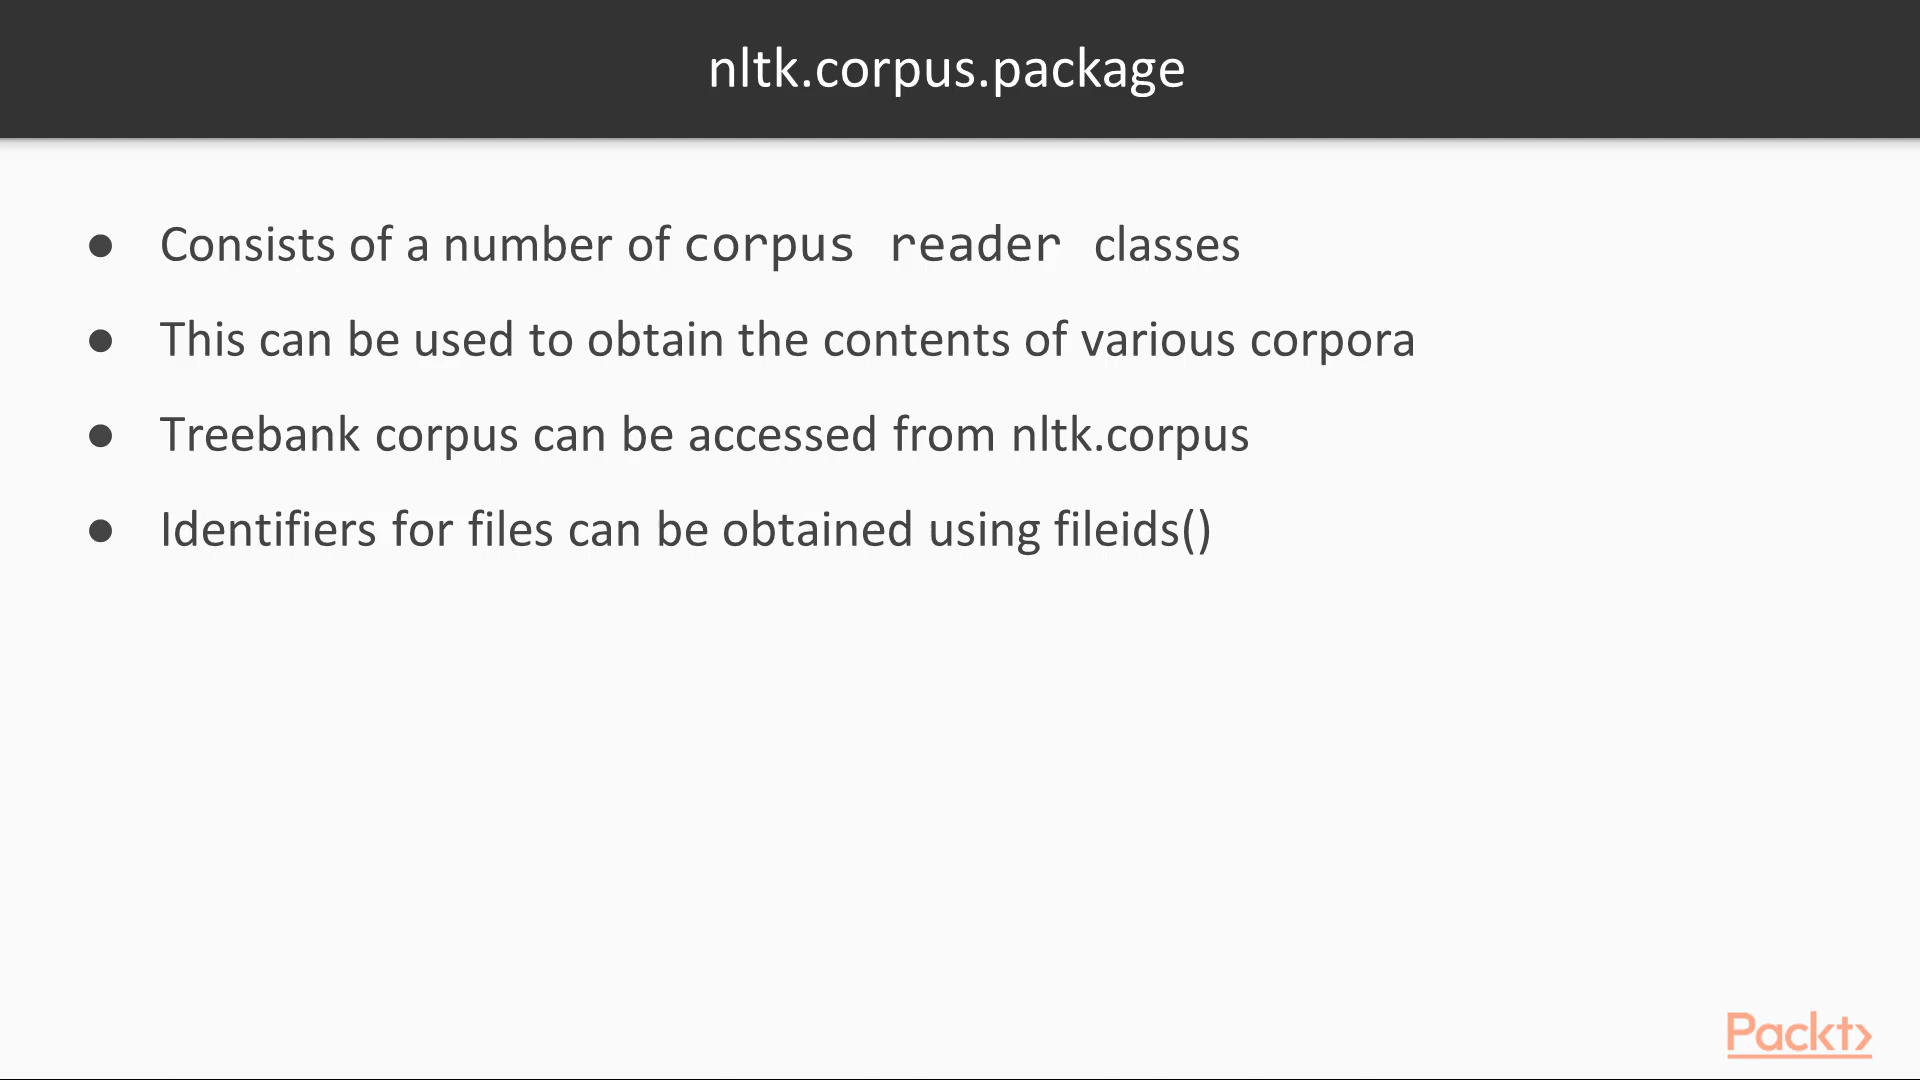 nltk.corpus.package
● Consists of a number of corpus reader classes
● This can be used to obtain the contents of various corpora
● Treebank corpus can be accessed from nltk.corpus
● Identifiers for files can be obtained using fileids()
Packt>